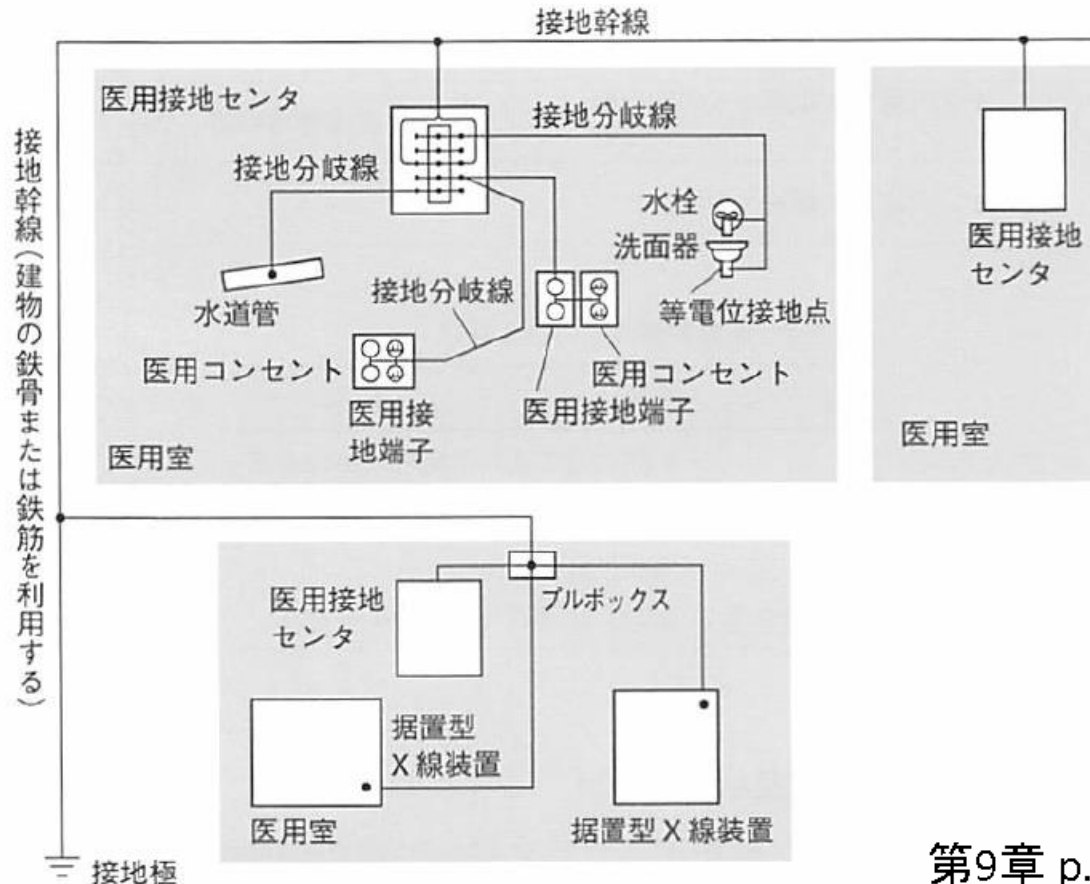 接地幹線
医用接地センタ
接地分岐線
接地分岐線
水栓
洗面器
水道管
接地分岐線
等電位接地点
医用コンセント
医用コンセント
医用接
地端子
医用接地端子
医用室
医用接地
センタ
医用室
接地幹線(建物の鉄骨または鉄筋を利用する)
医用接地
センタ
プルボックス
据置型
X線装置
医用室
据置型X線装置
接地極
第9章 p.